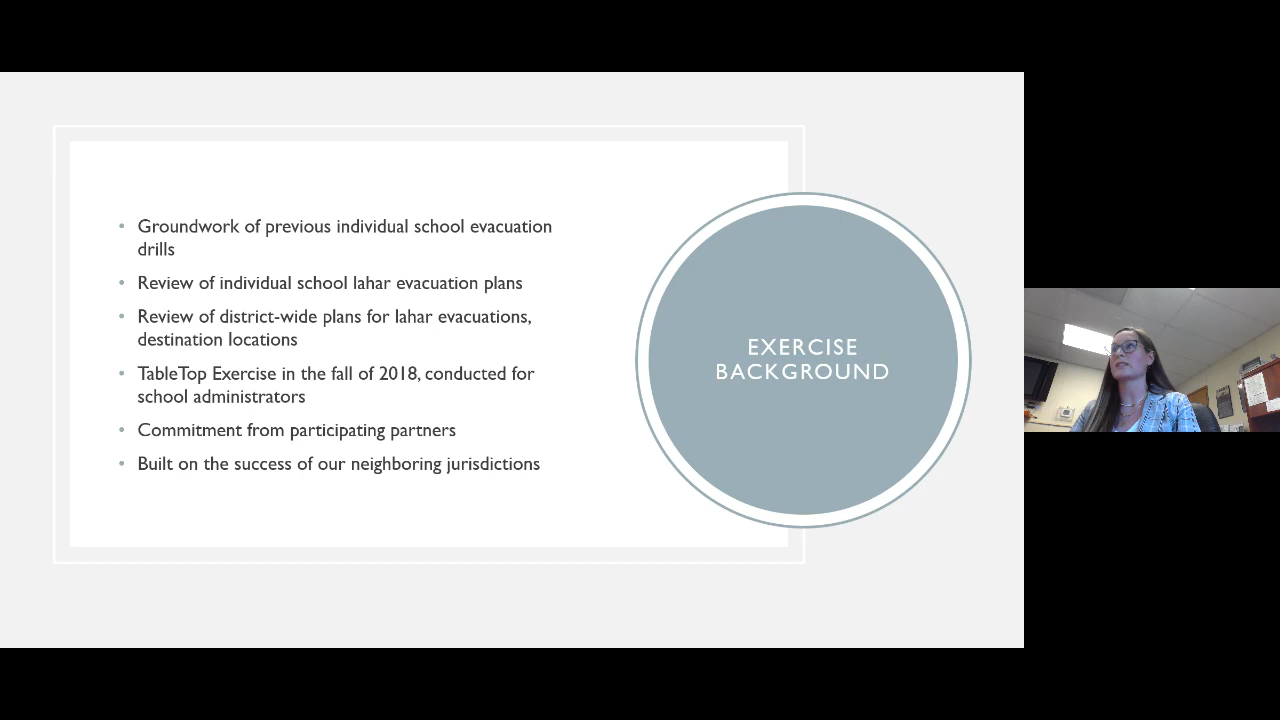 Groundwork of previous individual school evacuation
drills
Review of individual school lahar evacuation plans
Review of district-wide plans for lahar evacuations,
destination locations
TableTop Exercise in the fall of 2018, conducted for
school administrators
Commitment from participating partners
Built on the success of our neighboring jurisdictions
EXERCISE
BACKGROUND